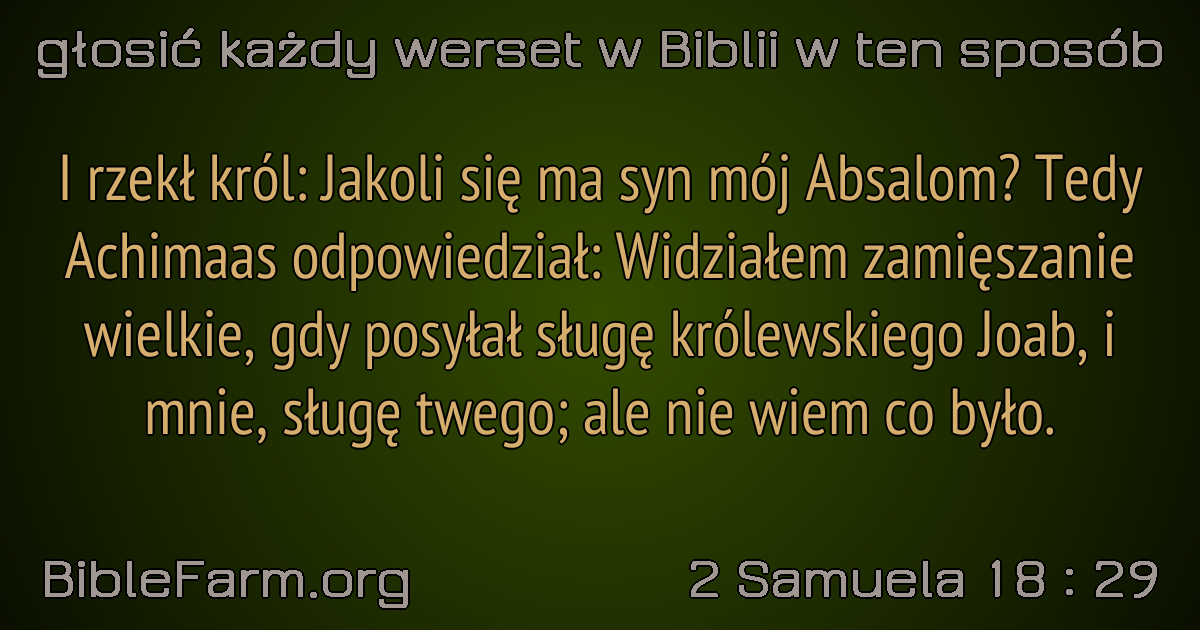 głosić każdy werset w Biblii w ten sposób
I rzekł król: Jakoli się ma syn mój Absalom? Tedy
Achimaas odpowiedział: Widziałem zamięszanie
wielkie, gdy posyłał sługę królewskiego Joab, i
mnie, sługę twego; ale nie wiem co było.
BibleFarm.org
2 Samuela 18 : 29